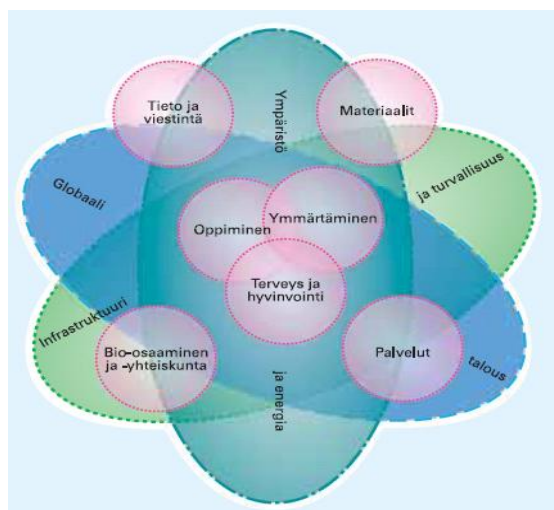 Tieto ja
viestintä
Ympäristö
Materiaalit
Globaali
ja turvallisuus
Oppiminen
Ymmärtäminen
Terveys ja
hyvinvointi
Infrastruktuuri
Bio-osaaminen
ja -yhteiskunta
Palvelut
talous
ja energia